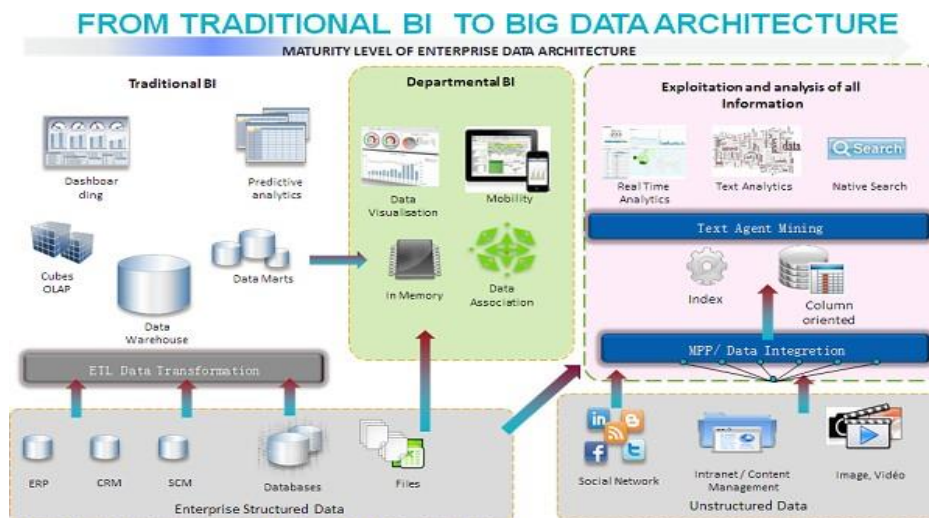 FROM TRADITIONAL BI TO BIG DATA ARCHITECTURE
MATURITY LEVEL OF ENTERPRISE DATA ARCHITECTURE
Traditional BI
Dashboar
ding
Predictive
analytics
Cubes
OLAP
Data
Warehouse
Data Marts
ETL Data Transformation
Departmental BI
Data
Visualisation
Mobility
In Memory
Data
Association
Exploitation and analysis of all
Information
Real Time
Analytics
data
Text Analytics
Search
Native Search
Text Agent Mining
Index
Column
oriented
MPP/ Data Integretion
ERP
CRM
SCM
Databases
Files
Enterprise Structured Data
in
f
t
Social Network
Intranet / Content
Management
Image, Vidéo
Unstructured Data